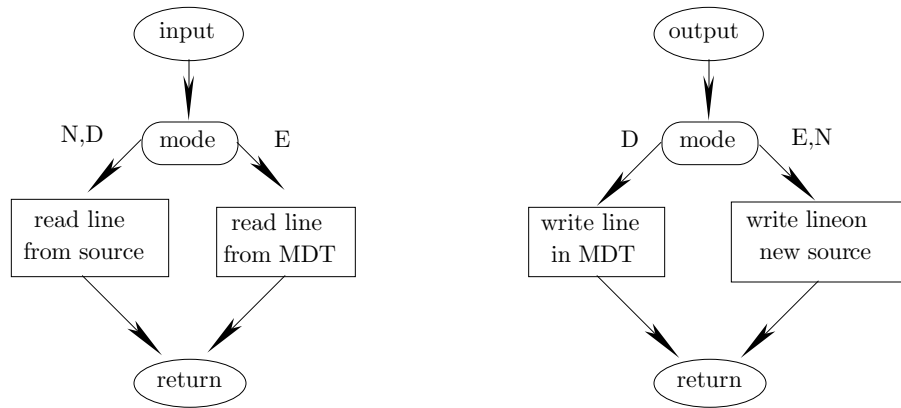 input
N,D
mode
E
read line
from source
read line
from MDT
return
output
D
mode
E,N
write line
in MDT
write lineon
new source
return